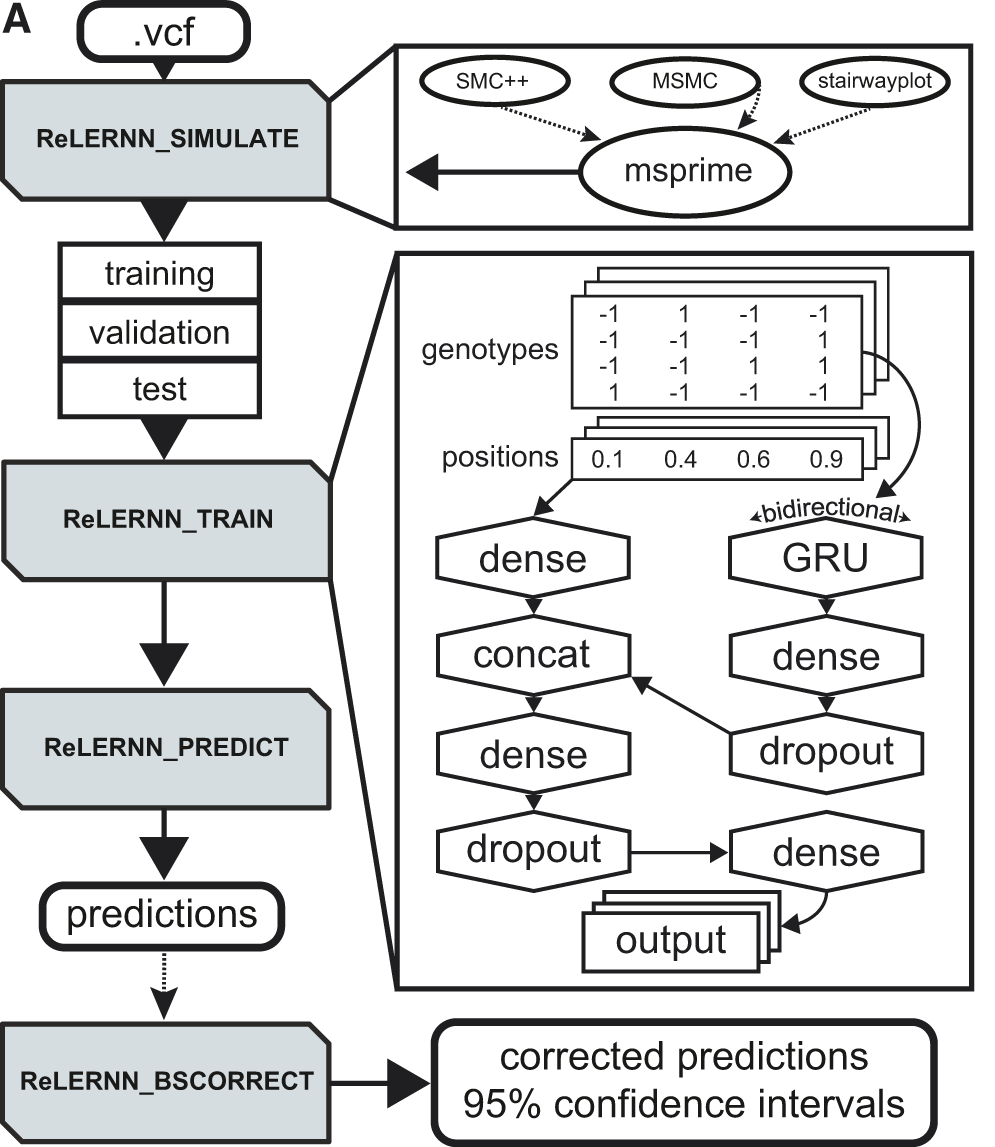 A
.vcf
ReLERNN_SIMULATE
SMC++ MSMC stairwayplot
msprime
training
validation
test
ReLERNN_TRAIN
genotypes
-1 1 -1 -1
-1 -1 -1 1
-1 -1 1 1
1 -1 -1 -1
positions 0.1 0.4 0.6 0.9
bidirectional
dense GRU
concat dense
dense dropout
dropout dense
output
ReLERNN_PREDICT
predictions
ReLERNN_BSCORRECT
corrected predictions
95% confidence intervals